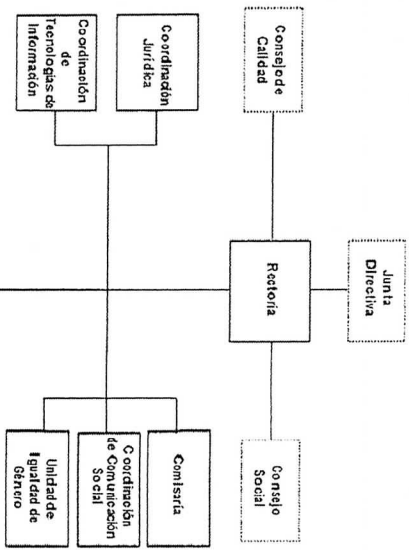 Junta
Directiva
Consejo de
Calidad
Rectoría
Consejo
Social
Coordinación
Jurídica
Comisaría
Coordinación
de Comunicación
Social
Coordinación
de
Tecnologías de
Información
Unidad de
Igualdad de
Género